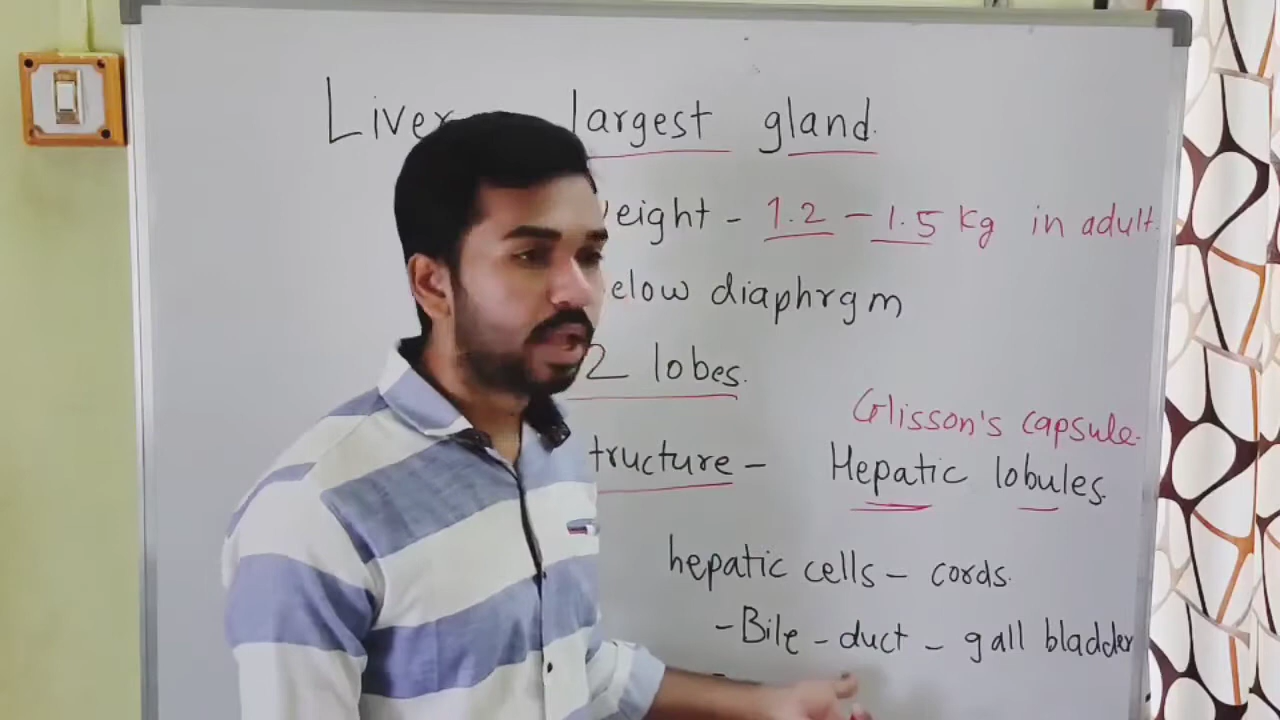 Liver largest gland.
eight - 1.2 - 1.5 Kg in adult.
elow diaphrgm
2 lobes.
Glisson's capsule.
tructure - Hepatic lobules.
hepatic cells - cords.
- Bile - duct - gall bladder